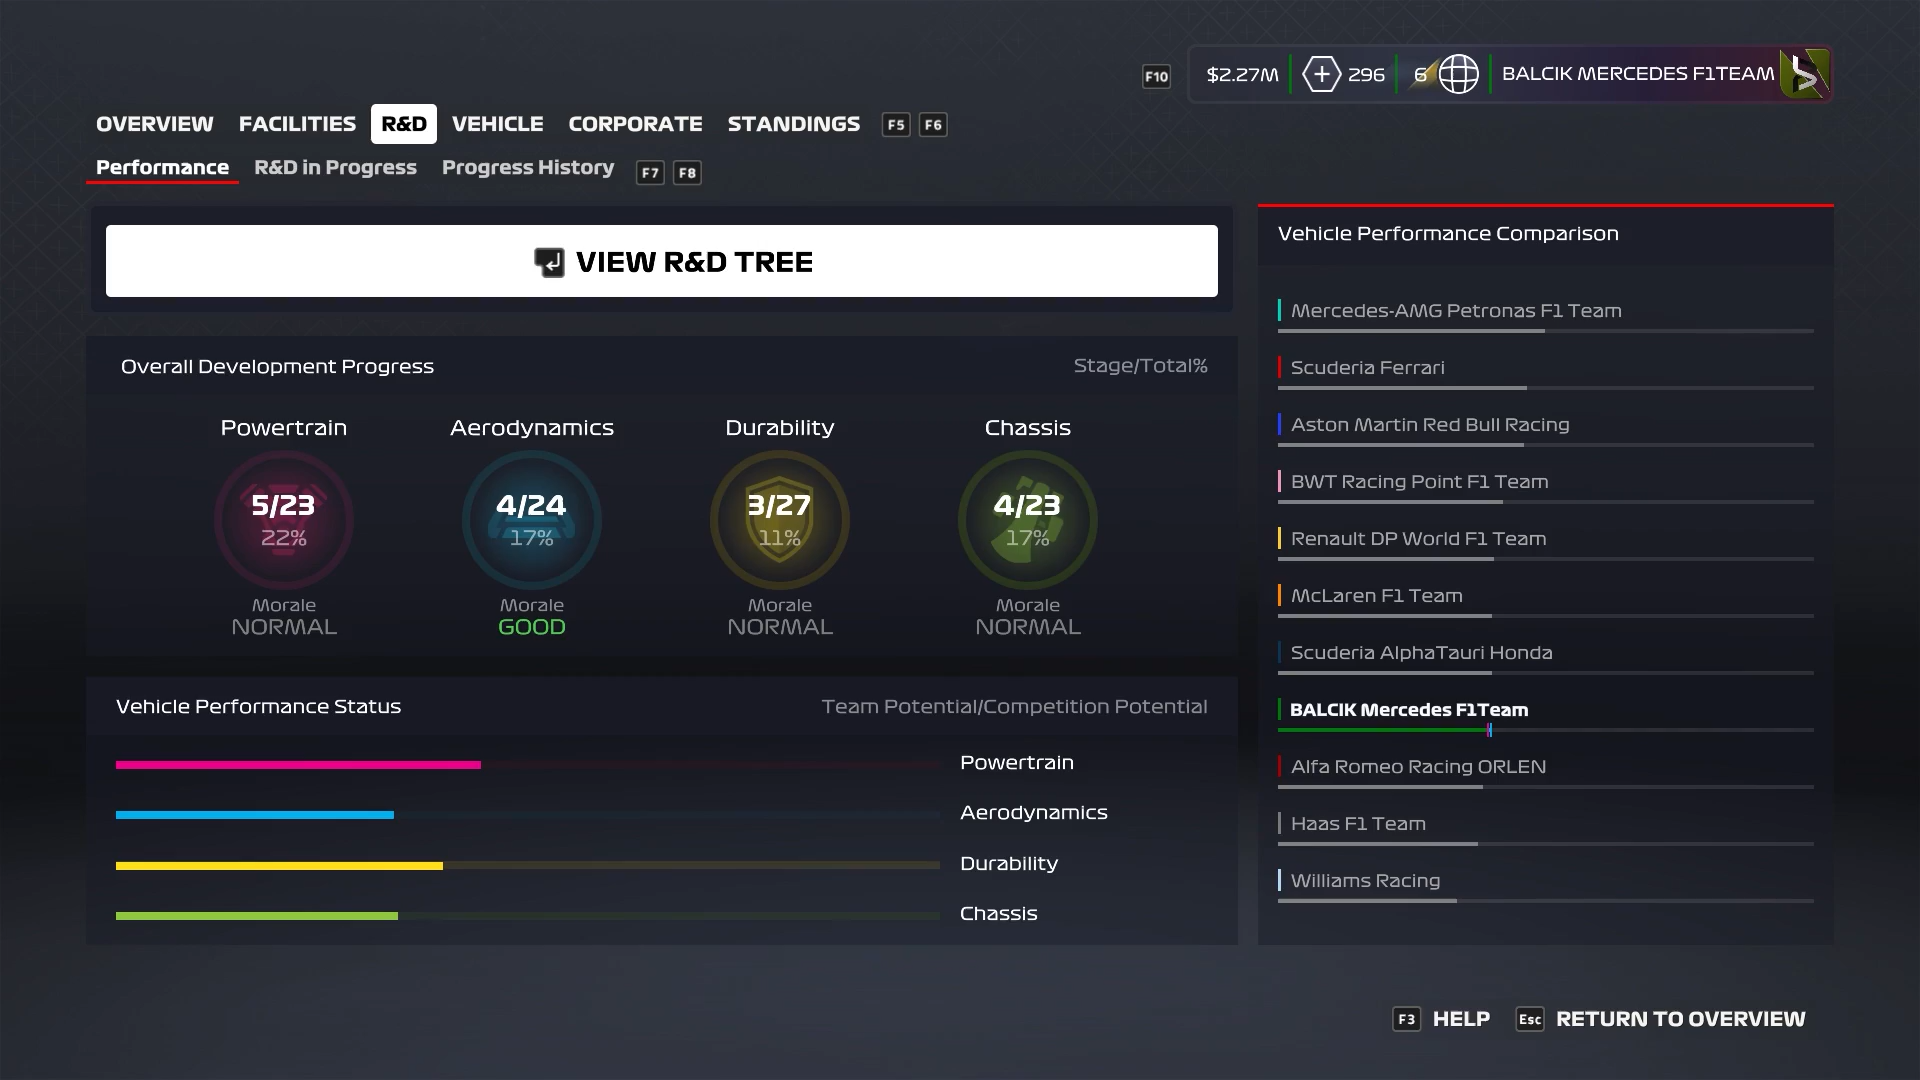 F10 $2.27M 296 6 BALCIK MERCEDES F1TEAM
OVERVIEW FACILITIES R&D VEHICLE CORPORATE STANDINGS F5 F6
Performance R&D in Progress Progress History F7 F8
VIEW R&D TREE
Overall Development Progress Stage/Total%
Powertrain Aerodynamics Durability Chassis
5/23 4/24 3/27 4/23
22% 17% 11% 17%
Morale Morale Morale Morale
NORMAL GOOD NORMAL NORMAL
Vehicle Performance Status Team Potential/Competition Potential
Powertrain
Aerodynamics
Durability
Chassis
Vehicle Performance Comparison
Mercedes-AMG Petronas F1 Team
Scuderia Ferrari
Aston Martin Red Bull Racing
BWT Racing Point F1 Team
Renault DP World F1 Team
McLaren F1 Team
Scuderia AlphaTauri Honda
BALCIK Mercedes F1Team
Alfa Romeo Racing ORLEN
Haas F1 Team
Williams Racing
F3 HELP Esc RETURN TO OVERVIEW